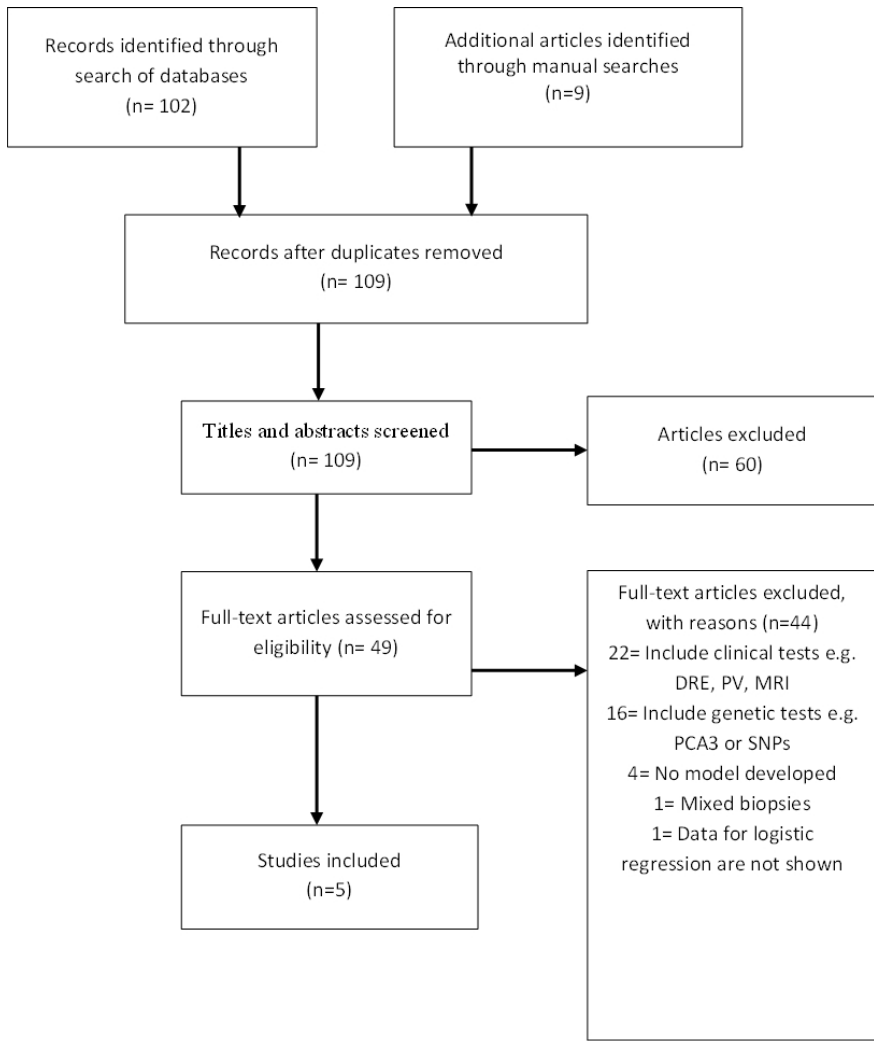 Records identified through
search of databases
(n= 102)
Additional articles identified
through manual searches
(n=9)
Records after duplicates removed
(n= 109)
Titles and abstracts screened
(n= 109)
Articles excluded
(n= 60)
Full-text articles assessed for
eligibility (n= 49)
Full-text articles excluded,
with reasons (n=44)
22= Include clinical tests e.g.
DRE, PV, MRI
16= Include genetic tests e.g.
PCA3 or SNPs
4= No model developed
1= Mixed biopsies
1= Data for logistic
regression are not shown
Studies included
(n=5)